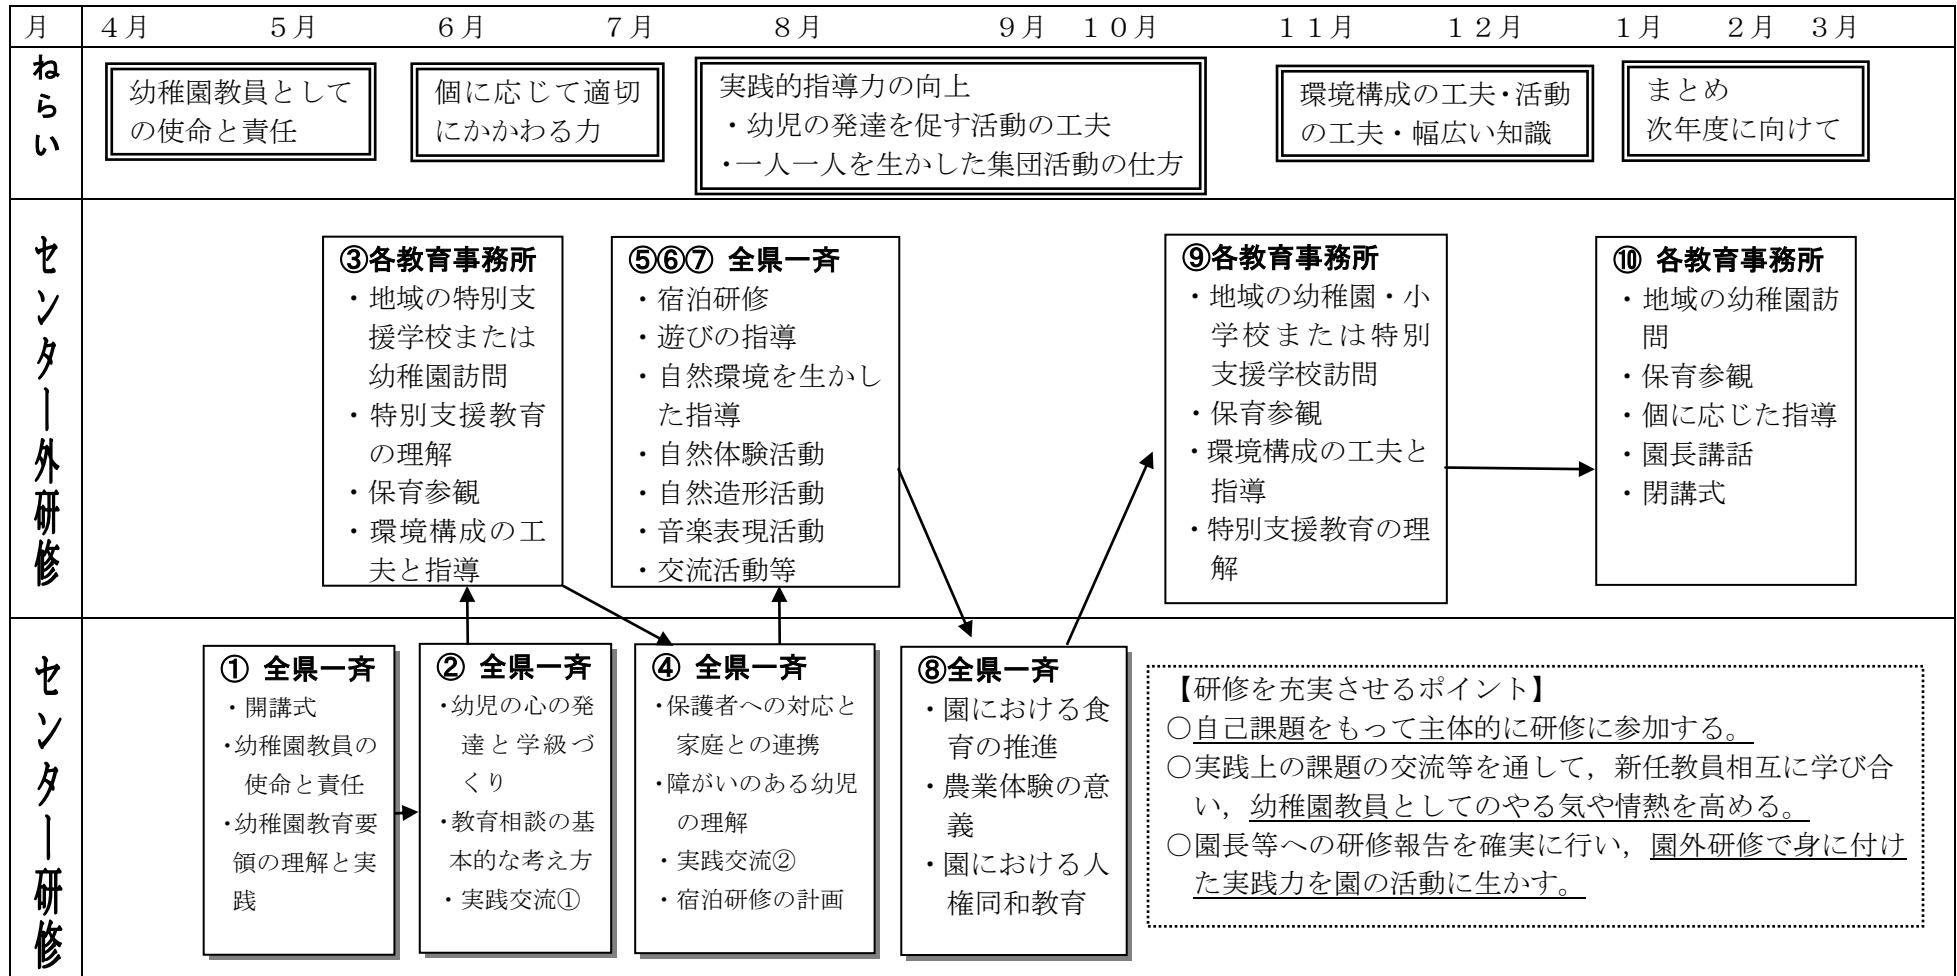 月 4月 5月 6月 7月 8月 9月 10月 11月 12月 1月 2月 3月
ねらい
幼稚園教員として
の使命と責任
個に応じて適切
にかかわる力
実践的指導力の向上
・幼児の発達を促す活動の工夫
・一人一人を生かした集団活動の仕方
環境構成の工夫・活動
の工夫・幅広い知識
まとめ
次年度に向けて
センター外研修
③各教育事務所
・地域の特別支
援学校または
幼稚園訪問
・特別支援教育
の理解
・保育参観
・環境構成の工
夫と指導
⑤⑥⑦ 全県一斉
・宿泊研修
・遊びの指導
・自然環境を生かし
た指導
・自然体験活動
・自然造形活動
・音楽表現活動
・交流活動等
⑨各教育事務所
・地域の幼稚園・小
学校または特別
支援学校訪問
・保育参観
・環境構成の工夫と
指導
・特別支援教育の理
解
⑩ 各教育事務所
・地域の幼稚園訪
問
・保育参観
・個に応じた指導
・園長講話
・閉講式
センター研修
① 全県一斉
・開講式
・幼稚園教員の
使命と責任
・幼稚園教育要
領の理解と実
践
② 全県一斉
・幼児の心の発
達と学級づ
くり
・教育相談の基
本的な考え方
・実践交流①
④ 全県一斉
・保護者への対応と
家庭との連携
・障がいのある幼児
の理解
・実践交流②
・宿泊研修の計画
⑧全県一斉
・園における食
育の推進
・農業体験の意
義
・園における人
権同和教育
【研修を充実させるポイント】
○自己課題をもって主体的に研修に参加する。
○実践上の課題の交流等を通して，新任教員相互に学び合
い，幼稚園教員としてのやる気や情熱を高める。
○園長等への研修報告を確実に行い，園外研修で身に付け
た実践力を園の活動に生かす。